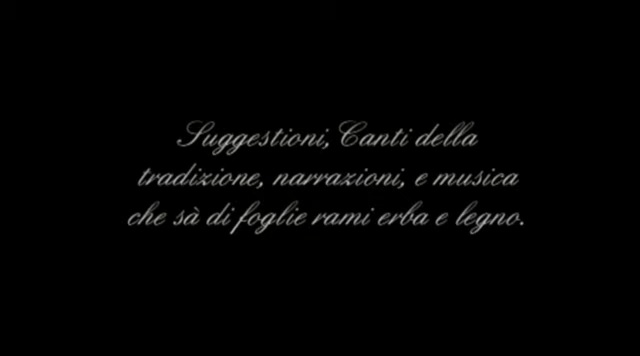 Suggestioni, Canti della
tradizione, narrazioni, e musica
che sà di foglie rami erba e legno.